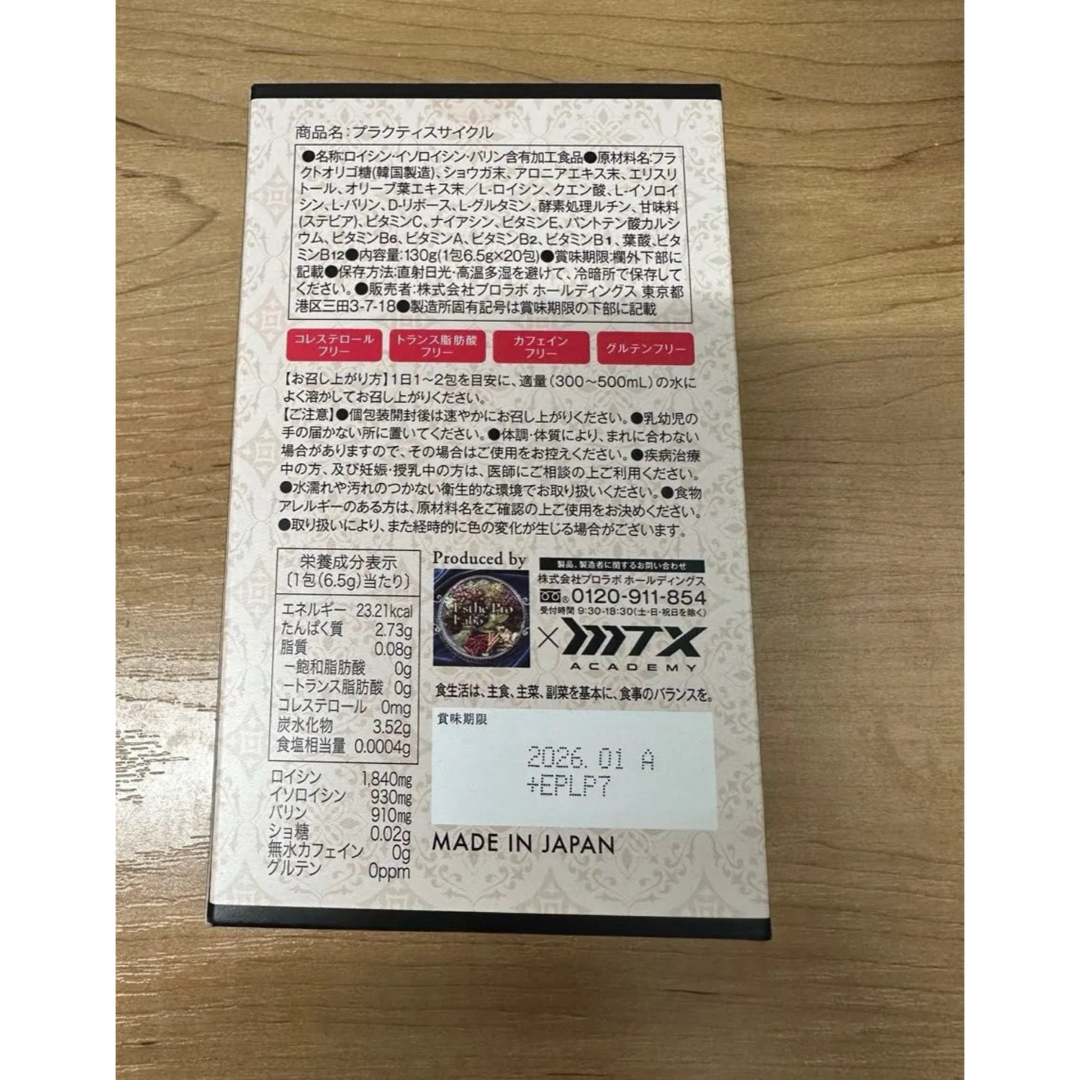 商品名:プラクティスサイクル
●名称:ロイシン・イソロイシン・バリン含有加工食品●原材料名:フラ
クトオリゴ糖(韓国製造)、ショウガ末、アロニアエキス末、エリスリ
トール、オリーブ葉エキス末／L-ロイシン、クエン酸、L-イソロイ
シン、L-バリン、D-リボース、L-グルタミン、酵素処理ルチン、甘味料
(ステビア)、ビタミンC、ナイアシン、ビタミンE、パントテン酸カルシ
ウム、ビタミンB6、ビタミンA、ビタミンB2、ビタミンB1、葉酸、ビタ
ミンB12●内容量:130g(1包6.5g×20包)●賞味期限:欄外下部に
記載●保存方法:直射日光・高温多湿を避けて、冷暗所で保存して
ください。●販売者:株式会社プロラボ ホールディングス 東京都
港区三田3-7-18●製造所固有記号は賞味期限の下部に記載
コレステロール
フリー
トランス脂肪酸
フリー
カフェイン
フリー
グルテンフリー
【お召し上がり方】1日1～2包を目安に、適量(300～500mL)の水に
よく溶かしてお召し上がりください。
【ご注意】●個包装開封後は速やかにお召し上がりください。●乳幼児の
手の届かない所に置いてください。●体調・体質により、まれに合わない
場合がありますので、その場合はご使用をお控えください。●疾病治療
中の方、及び妊娠・授乳中の方は、医師にご相談の上ご利用ください。
●水濡れや汚れのつかない衛生的な環境でお取り扱いください。●食物
アレルギーのある方は、原材料名をご確認の上ご使用をお決めください。
●取り扱いにより、また経時的に色の変化が生じる場合がございます。
栄養成分表示
〔1包(6.5g)当たり〕
エネルギー 23.21kcal
たんぱく質 2.73g
脂質 0.08g
－飽和脂肪酸 0g
－トランス脂肪酸 0g
コレステロール 0mg
炭水化物 3.52g
食塩相当量 0.0004g
ロイシン 1,840mg
イソロイシン 930mg
バリン 910mg
ショ糖 0.02g
無水カフェイン 0g
グルテン 0ppm
Produced by
Esthe Pro
Labo
製品、製造者に関するお問い合わせ
株式会社プロラボ ホールディングス
0120-911-854
受付時間 9:30-18:30(土・日・祝日を除く)
×MTX
ACADEMY
食生活は、主食、主菜、副菜を基本に、食事のバランスを。
賞味期限
2026.01 A
+EPLP7
MADE IN JAPAN